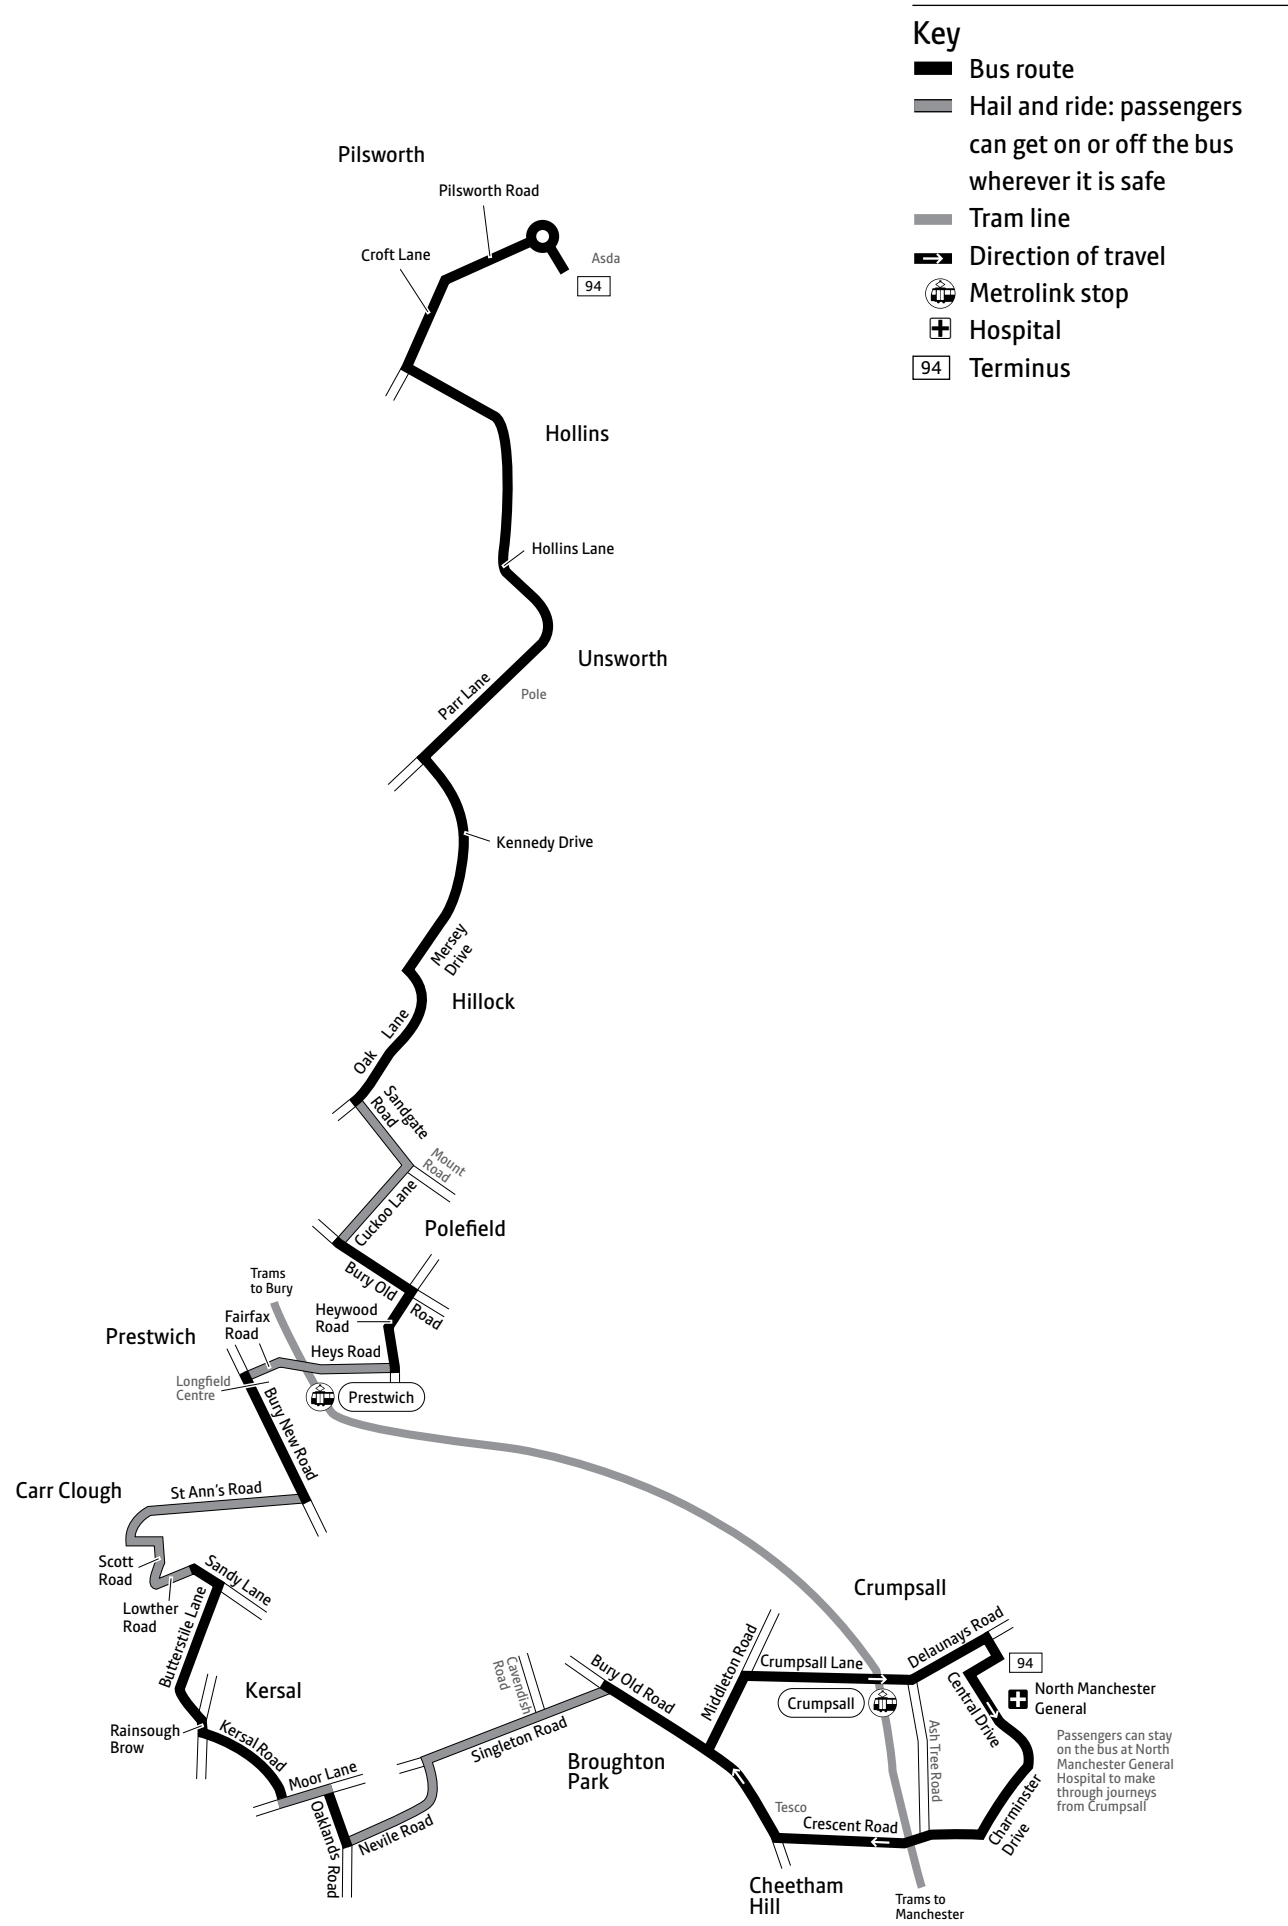 Key
Bus route
Hail and ride: passengers
can get on or off the bus
wherever it is safe
Tram line
Direction of travel
Metrolink stop
Hospital
94
Terminus
Pilsworth
Pilsworth Road
Croft Lane
Asda
94
Hollins
Hollins Lane
Unsworth
Parr Lane
Pole
Kennedy Drive
Mersey
Drive
Hillock
Oak Lane
Sandgate
Road
Mount
Road
Cuckoo Lane
Polefield
Bury Old Road
Trams
to Bury
Heywood
Road
Fairfax
Road
Prestwich
Heys Road
Longfield
Centre
Prestwich
Bury New Road
Carr Clough
St Ann's Road
Scott
Road
Sandy Lane
Lowther
Road
Butterstile Lane
Kersal
Rainsough
Brow
Kersal Road
Moor Lane
Oaklands Road
Nevile Road
Singleton Road
Cavendish
Road
Bury Old Road
Broughton
Park
Middleton Road
Crumpsall
Crumpsall Lane
Crumpsall
Delaunays Road
94
North Manchester
General
Central Drive
Passengers can stay
on the bus at North
Manchester General
Hospital to make
through journeys
from Crumpsall
Ash Tree Road
Charminster
Drive
Tesco
Crescent Road
Cheetham
Hill
Trams to
Manchester